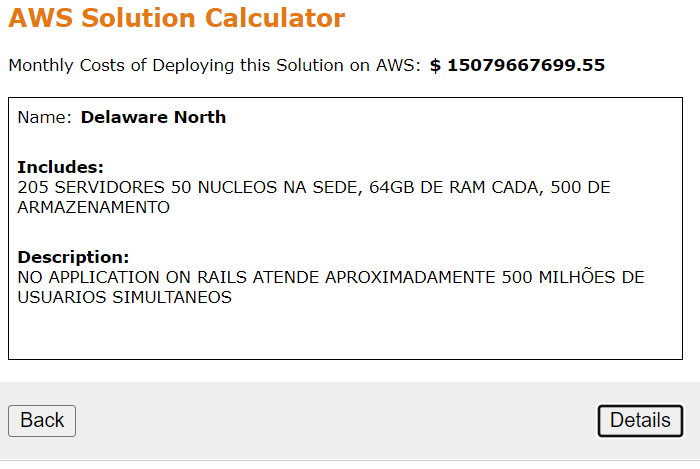 AWS Solution Calculator
Monthly Costs of Deploying this Solution on AWS: $ 15079667699.55
Name: Delaware North
Includes:
205 SERVIDORES 50 NUCLEOS NA SEDE, 64GB DE RAM CADA, 500 DE
ARMAZENAMENTO
Description:
NO APPLICATION ON RAILS ATENDE APROXIMADAMENTE 500 MILHÕES DE
USUARIOS SIMULTANEOS
Back
Details